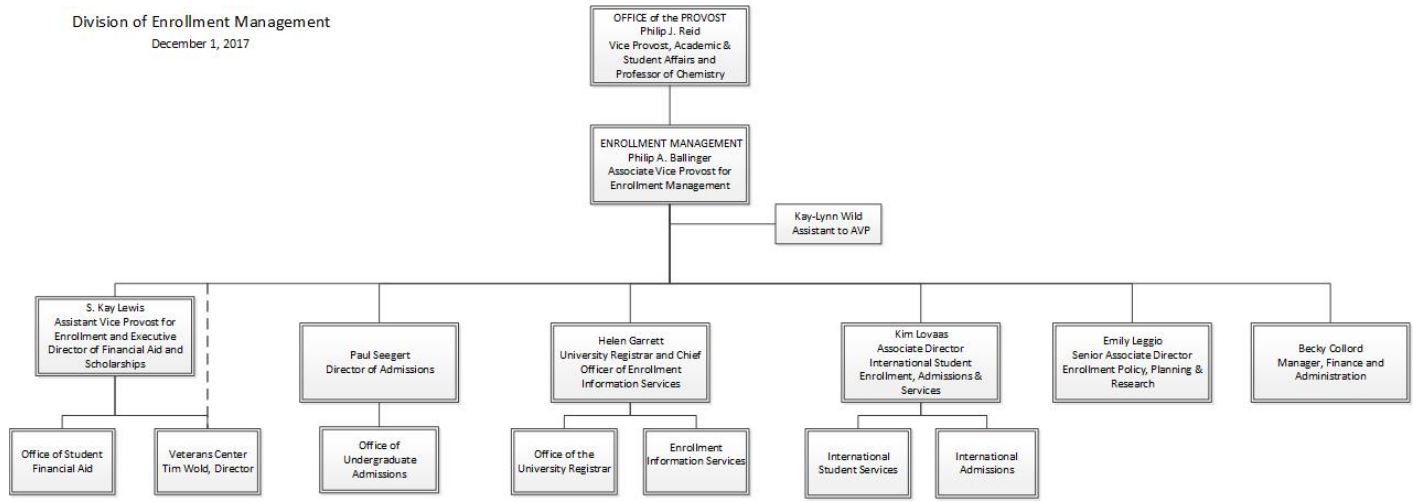 Division of Enrollment Management
December 1, 2017
OFFICE of the PROVOST
Philip J. Reid
Vice Provost, Academic &
Student Affairs and
Professor of Chemistry
ENROLLMENT MANAGEMENT
Philip A. Ballinger
Associate Vice Provost for
Enrollment Management
Kay-Lynn Wild
Assistant to AVP
S. Kay Lewis
Assistant Vice Provost for
Enrollment and Executive
Director of Financial Aid and
Scholarships
Paul Seegert
Director of Admissions
Helen Garrett
University Registrar and Chief
Officer of Enrollment
Information Services
Kim Lovaas
Associate Director
International Student
Enrollment, Admissions &
Services
Emily Leggio
Senior Associate Director
Enrollment Policy, Planning &
Research
Becky Collord
Manager, Finance and
Administration
Office of Student
Financial Aid
Veterans Center
Tim Wold, Director
Office of
Undergraduate
Admissions
Office of the
University Registrar
Enrollment
Information Services
International
Student Services
International
Admissions